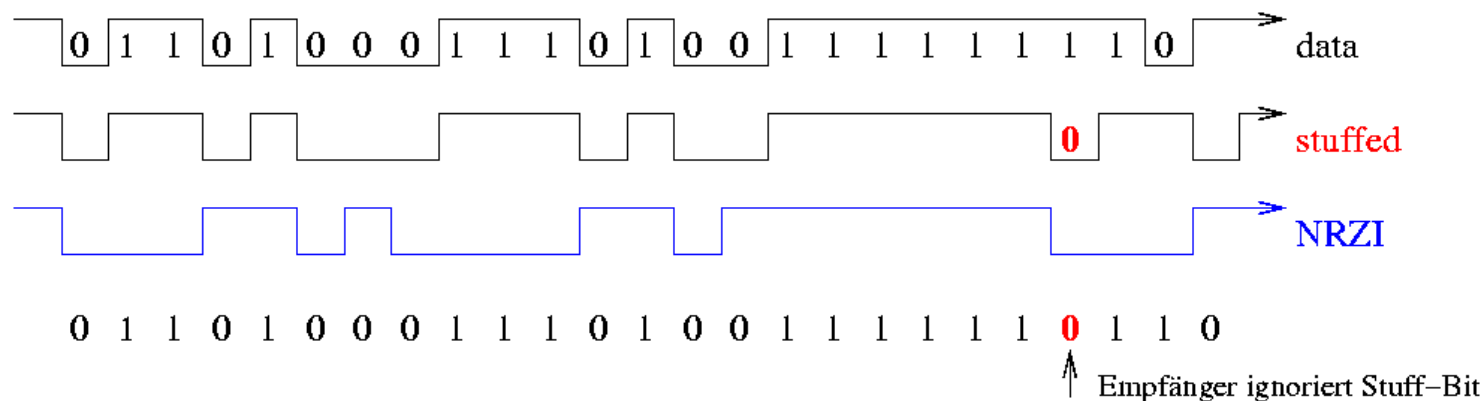 0 1 1 0 1 0 0 0 1 1 1 0 1 0 0 1 1 1 1 1 1 1 1 0 data
0 stuffed
NRZI
0 1 1 0 1 0 0 0 1 1 1 0 1 0 0 1 1 1 1 1 1 0 1 1 0
Empfänger ignoriert Stuff-Bit